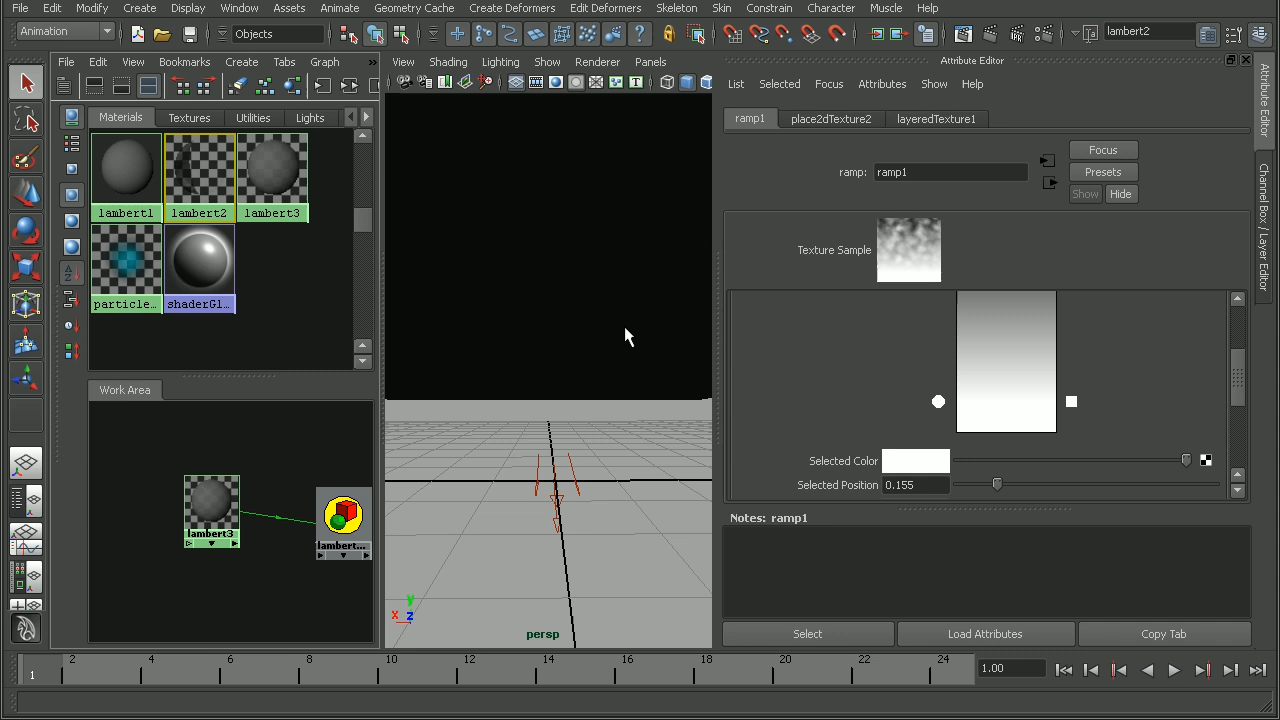 File Edit Modify Create Display Window Assets Animate Geometry Cache Create Deformers Edit Deformers Skeleton Skin Constrain Character Muscle Help
Animation Objects lambert2
File Edit View Bookmarks Create Tabs Graph »
View Shading Lighting Show Renderer Panels
Attribute Editor
List Selected Focus Attributes Show Help
Materials Textures Utilities Lights
ramp1 place2dTexture2 layeredTexture1
Attribute Editor
Channel Box / Layer Editor
lambert1 lambert2 lambert3
particle… shaderGl…
ramp: ramp1
Focus
Presets
Show Hide
Texture Sample
Selected Color
Selected Position 0.155
Work Area
lambert3
lambert...
y
x z
persp
Notes: ramp1
Select Load Attributes Copy Tab
2 4 6 8 10 12 14 16 18 20 22 24
1
1.00